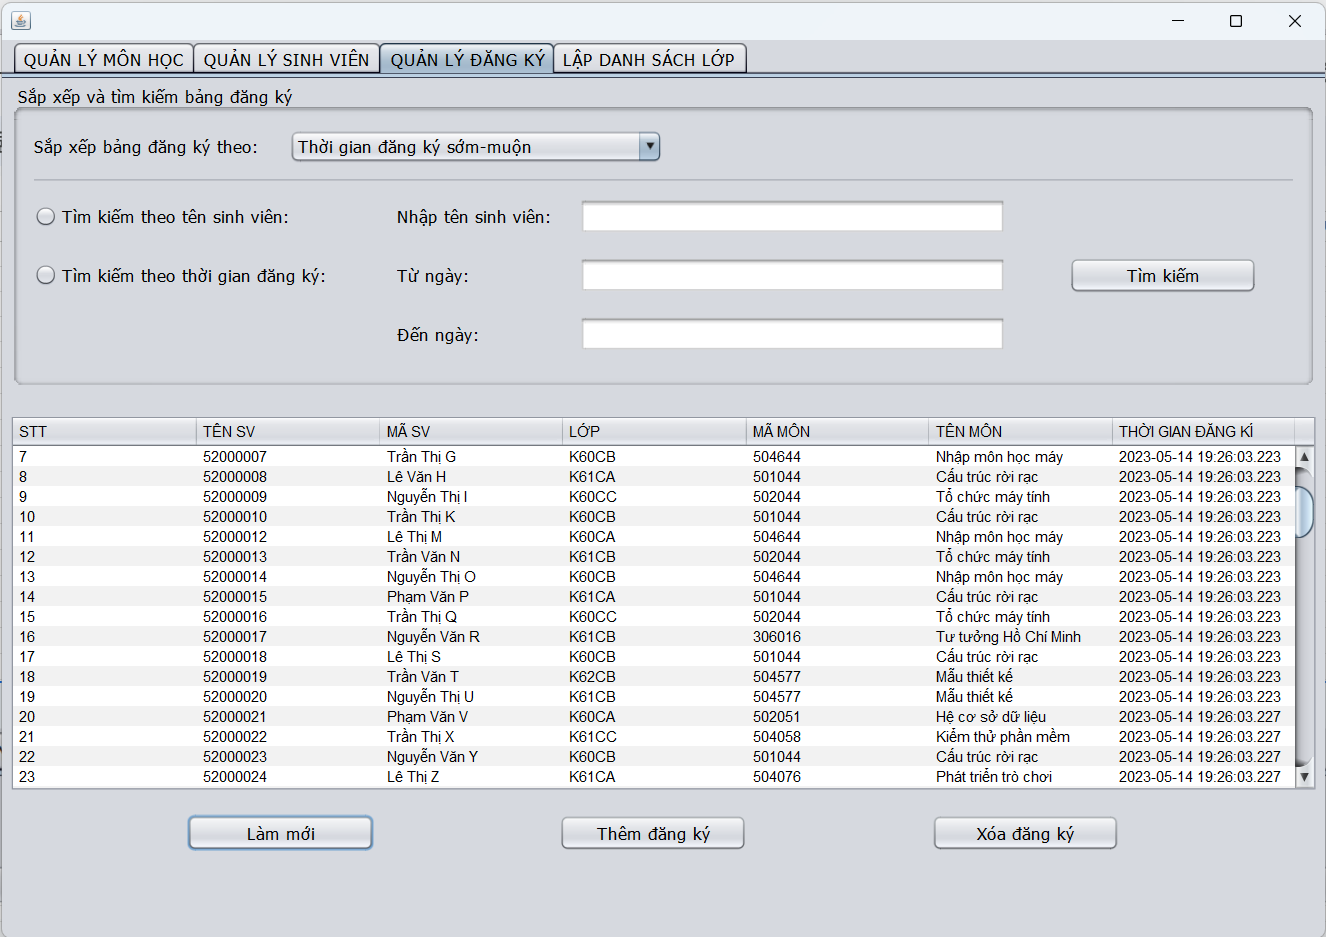 QUẢN LÝ MÔN HỌC QUẢN LÝ SINH VIÊN QUẢN LÝ ĐĂNG KÝ LẬP DANH SÁCH LỚP
Sắp xếp và tìm kiếm bảng đăng ký
Sắp xếp bảng đăng ký theo: Thời gian đăng ký sớm-muộn
Tìm kiếm theo tên sinh viên: Nhập tên sinh viên:
Tìm kiếm theo thời gian đăng ký: Từ ngày: Tìm kiếm
Đến ngày:
STT TÊN SV MÃ SV LỚP MÃ MÔN TÊN MÔN THỜI GIAN ĐĂNG KÍ
7 52000007 Trần Thị G K60CB 504644 Nhập môn học máy 2023-05-14 19:26:03.223
8 52000008 Lê Văn H K61CA 501044 Cấu trúc rời rạc 2023-05-14 19:26:03.223
9 52000009 Nguyễn Thị I K60CC 502044 Tổ chức máy tính 2023-05-14 19:26:03.223
10 52000010 Trần Thị K K60CB 501044 Cấu trúc rời rạc 2023-05-14 19:26:03.223
11 52000012 Lê Thị M K60CA 504644 Nhập môn học máy 2023-05-14 19:26:03.223
12 52000013 Trần Văn N K61CB 502044 Tổ chức máy tính 2023-05-14 19:26:03.223
13 52000014 Nguyễn Thị O K60CB 504644 Nhập môn học máy 2023-05-14 19:26:03.223
14 52000015 Phạm Văn P K61CA 501044 Cấu trúc rời rạc 2023-05-14 19:26:03.223
15 52000016 Trần Thị Q K60CC 502044 Tổ chức máy tính 2023-05-14 19:26:03.223
16 52000017 Nguyễn Văn R K61CB 306016 Tư tưởng Hồ Chí Minh 2023-05-14 19:26:03.223
17 52000018 Lê Thị S K60CB 501044 Cấu trúc rời rạc 2023-05-14 19:26:03.223
18 52000019 Trần Văn T K62CB 504577 Mẫu thiết kế 2023-05-14 19:26:03.223
19 52000020 Nguyễn Thị U K61CB 504577 Mẫu thiết kế 2023-05-14 19:26:03.223
20 52000021 Phạm Văn V K60CA 502051 Hệ cơ sở dữ liệu 2023-05-14 19:26:03.227
21 52000022 Trần Thị X K61CC 504058 Kiểm thử phần mềm 2023-05-14 19:26:03.227
22 52000023 Nguyễn Văn Y K60CB 501044 Cấu trúc rời rạc 2023-05-14 19:26:03.227
23 52000024 Lê Thị Z K61CA 504076 Phát triển trò chơi 2023-05-14 19:26:03.227
Làm mới Thêm đăng ký Xóa đăng ký